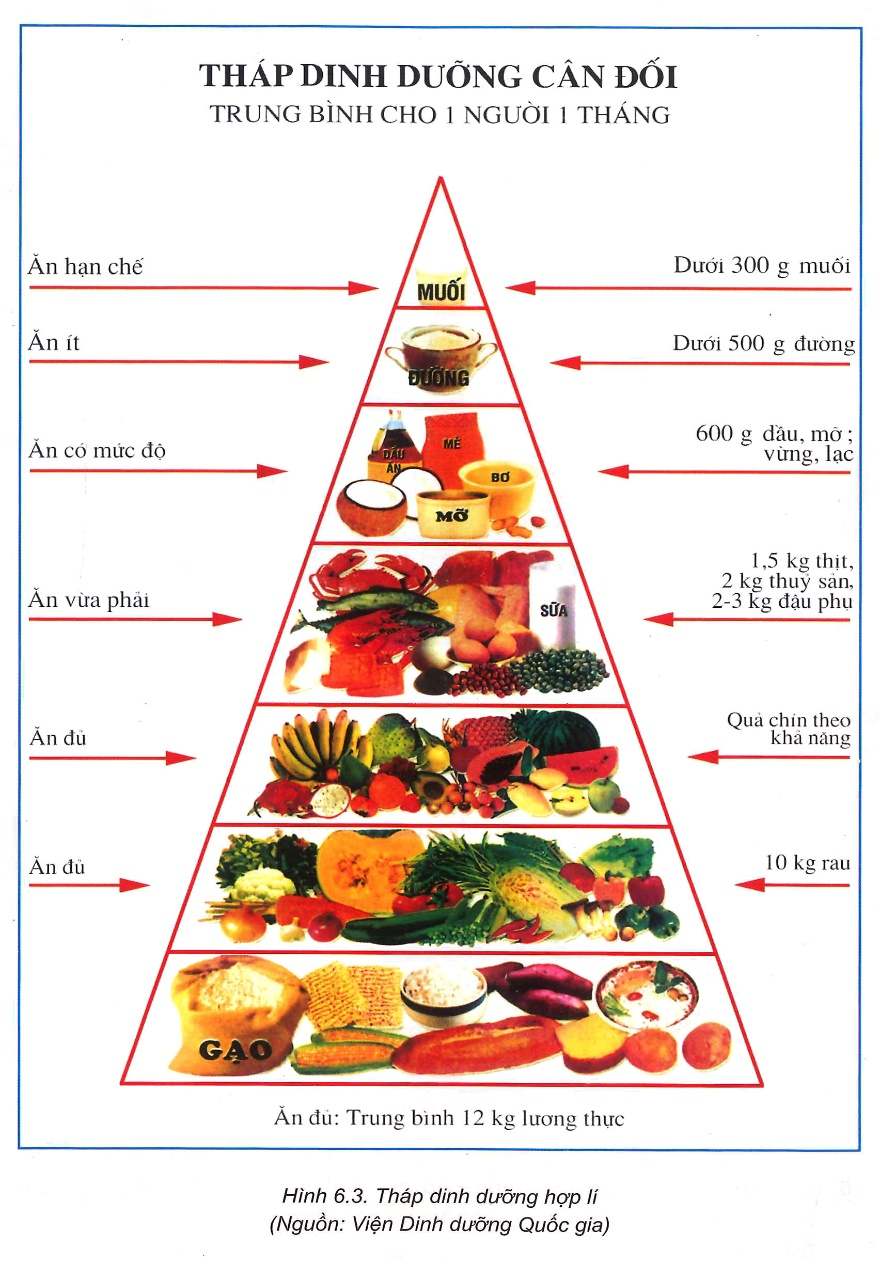 THÁP DINH DƯỠNG CÂN ĐỐI
TRUNG BÌNH CHO 1 NGƯỜI 1 THÁNG
Ăn hạn chế
Dưới 300 g muối
MUỐI
Ăn ít
Dưới 500 g đường
ĐƯỜNG
Ăn có mức độ
600 g dầu, mở ;
vừng, lạc
DẦU
ĂN
MÈ
BƠ
MỠ
Ăn vừa phải
1,5 kg thịt,
2 kg thuỷ sản,
2-3 kg đậu phụ
SỮA
Ăn đủ
Quả chín theo
khả năng
Ăn đủ
10 kg rau
GẠO
Ăn đủ: Trung bình 12 kg lương thực
Hình 6.3. Tháp dinh dưỡng hợp lí
(Nguồn: Viện Dinh dưỡng Quốc gia)